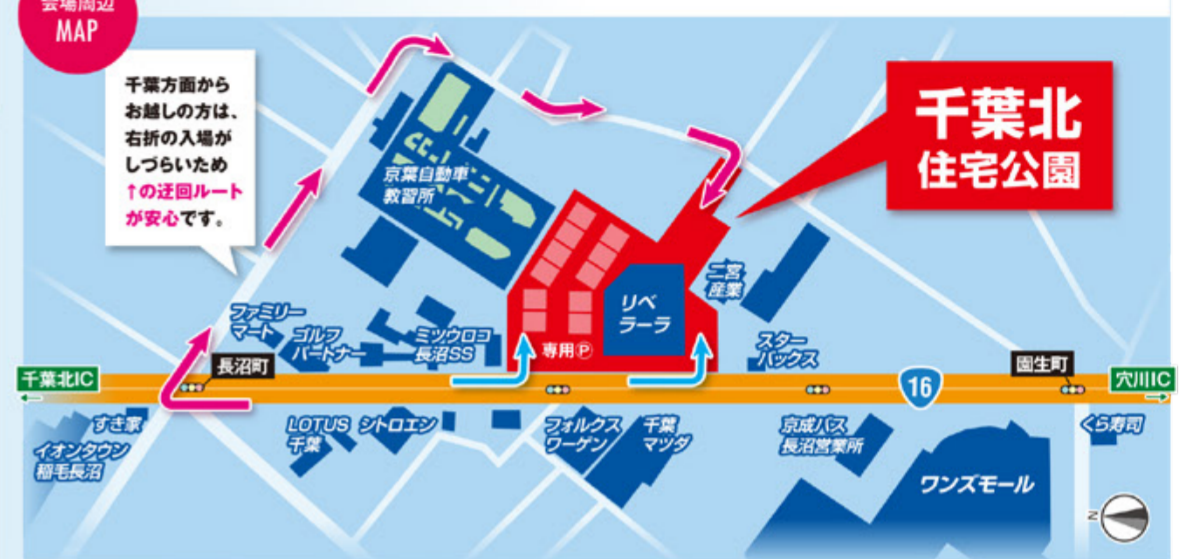 会場周辺
MAP
千葉方面から
お越しの方は、
右折の入場が
しづらいため
↑の迂回ルート
が安心です。
千葉北
住宅公園
京葉自動車
教習所
二宮
産業
リベ
ラーラ
ファミリー
マート
ゴルフ
パートナー
ミツウロコ
長沼SS
専用P
スター
バックス
長沼町
園生町
千葉北IC
←
16
穴川IC
→
すき家
イオンタウン
稲毛長沼
LOTUS
千葉
シトロエン
フォルクス
ワーゲン
千葉
マツダ
京成バス
長沼営業所
くら寿司
ワンズモール
N